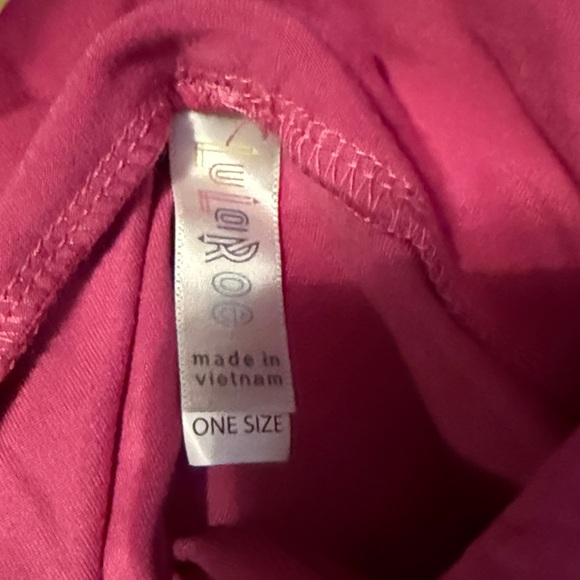 LuLaRoe
made in
vietnam
ONE SIZE